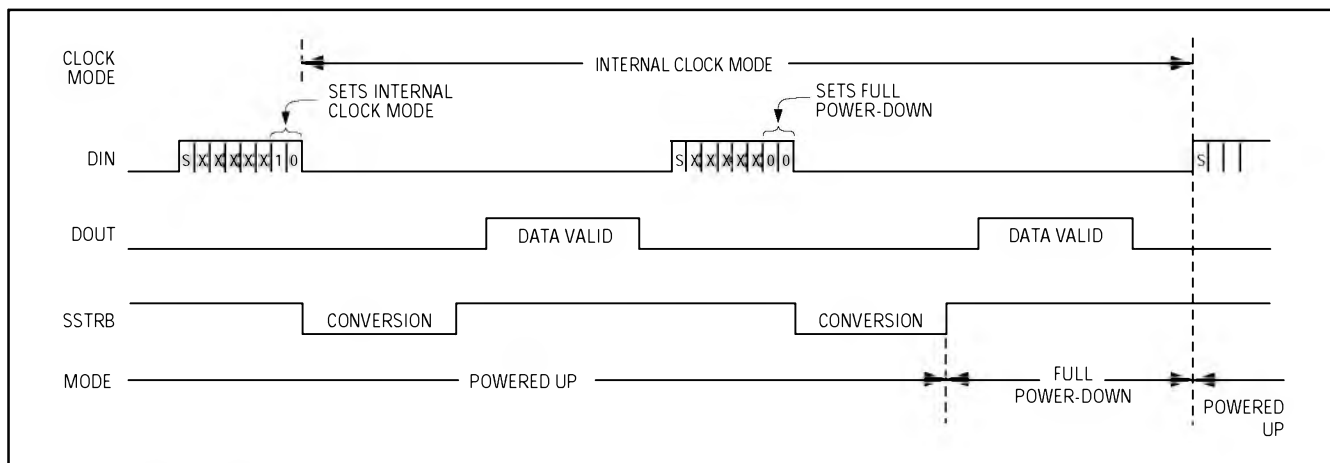 CLOCK
MODE
INTERNAL CLOCK MODE
SETS INTERNAL
CLOCK MODE
SETS FULL
POWER-DOWN
DIN
S X X X X X 1 0
S X X X X X 0 0
S
DOUT
DATA VALID
DATA VALID
SSTRB
CONVERSION
CONVERSION
MODE
POWERED UP
FULL
POWER-DOWN
POWERED
UP